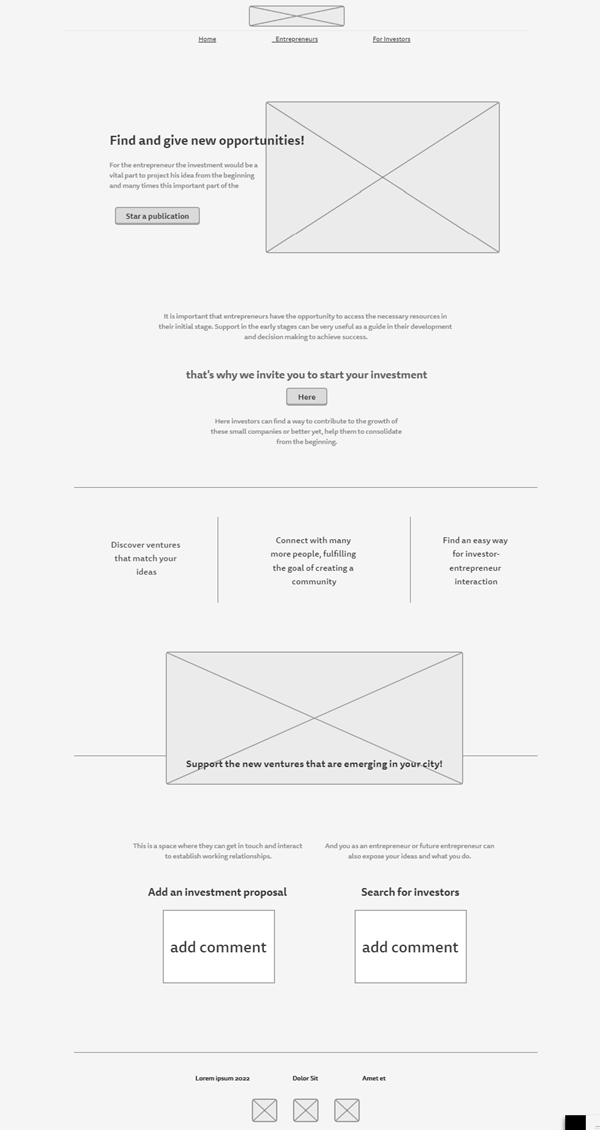 Home
Entrepreneurs
For Investors
Find and give new opportunities!
For the entrepreneur the investment would be a
vital part to project his idea from the beginning
and many times this important part of the
Star a publication
It is important that entrepreneurs have the opportunity to access the necessary resources in
their initial stage. Support in the early stages can be very useful as a guide in their development
and decision making to achieve success.
that's why we invite you to start your investment
Here
Here investors can find a way to contribute to the growth of
these small companies or better yet, help them to consolidate
from the beginning.
Discover ventures
that match your
ideas
Connect with many
more people, fulfilling
the goal of creating a
community
Find an easy way
for investor-
entrepreneur
interaction
Support the new ventures that are emerging in your city!
This is a space where they can get in touch and interact
to establish working relationships.
And you as an entrepreneur or future entrepreneur can
also expose your ideas and what you do.
Add an investment proposal
Search for investors
add comment
add comment
Lorem ipsum 2022
Dolor Sit
Amet et